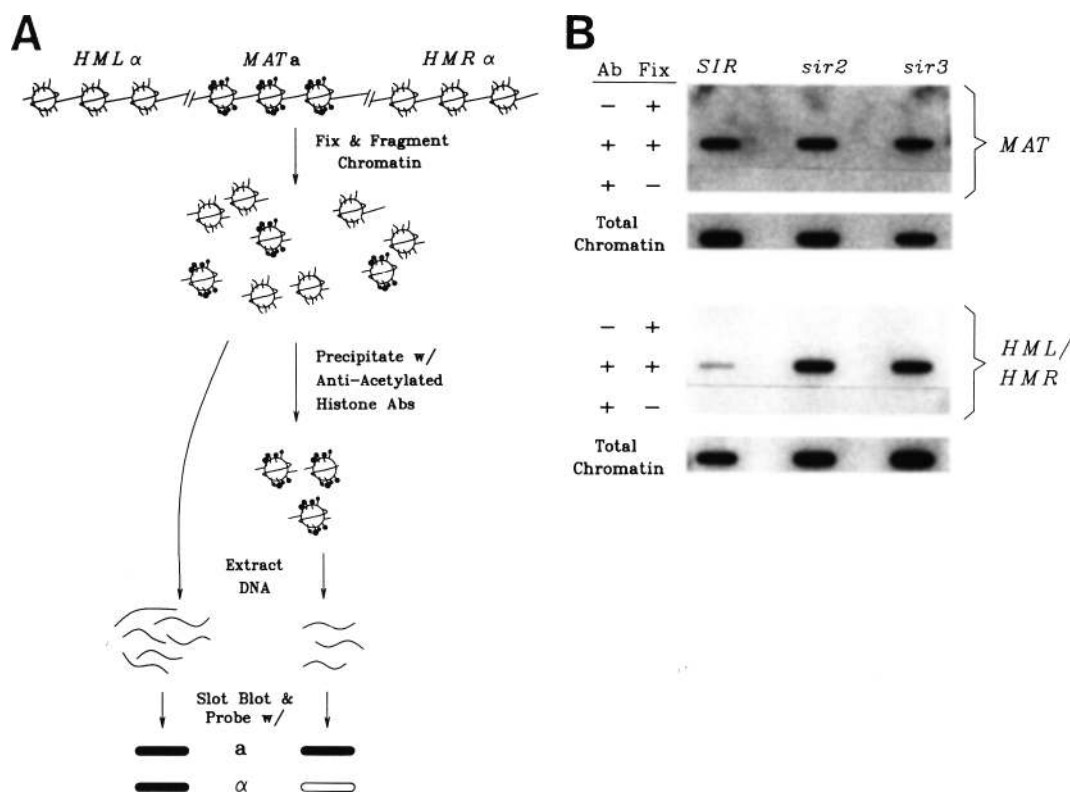 A
HML α MATa HMR α
Fix & Fragment
Chromatin
Precipitate w/
Anti-Acetylated
Histone Abs
Extract
DNA
Slot Blot &
Probe w/
a
α
B
Ab Fix SIR sir2 sir3
− +
+ +
+ −
MAT
Total
Chromatin
− +
+ +
+ −
HML/
HMR
Total
Chromatin